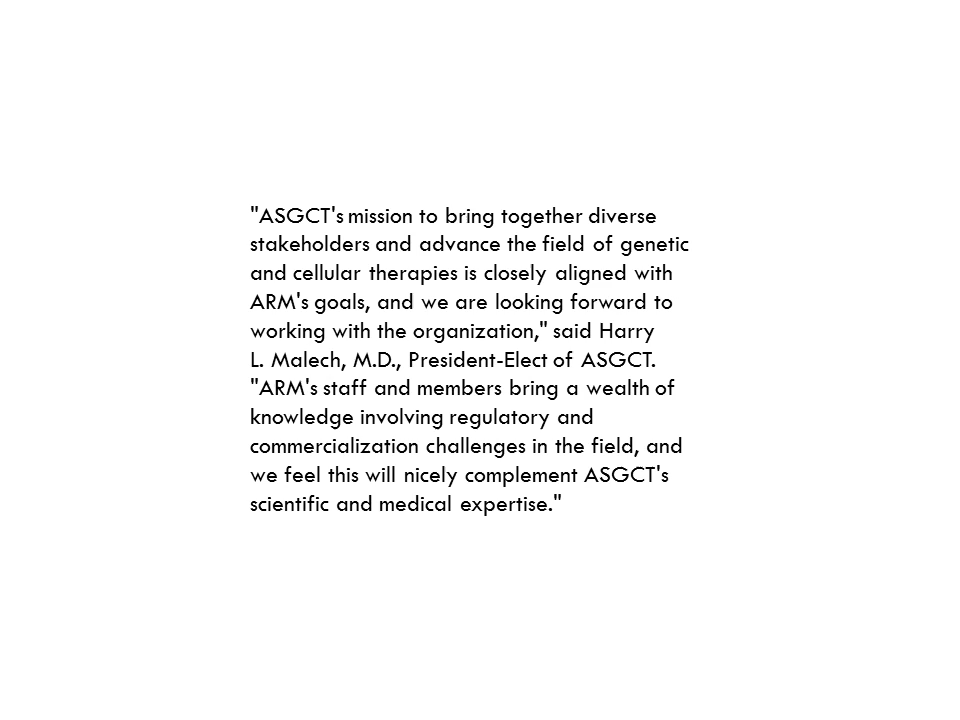 "ASGCT's mission to bring together diverse
stakeholders and advance the field of genetic
and cellular therapies is closely aligned with
ARM's goals, and we are looking forward to
working with the organization," said Harry
L. Malech, M.D., President-Elect of ASGCT.
"ARM's staff and members bring a wealth of
knowledge involving regulatory and
commercialization challenges in the field, and
we feel this will nicely complement ASGCT's
scientific and medical expertise."